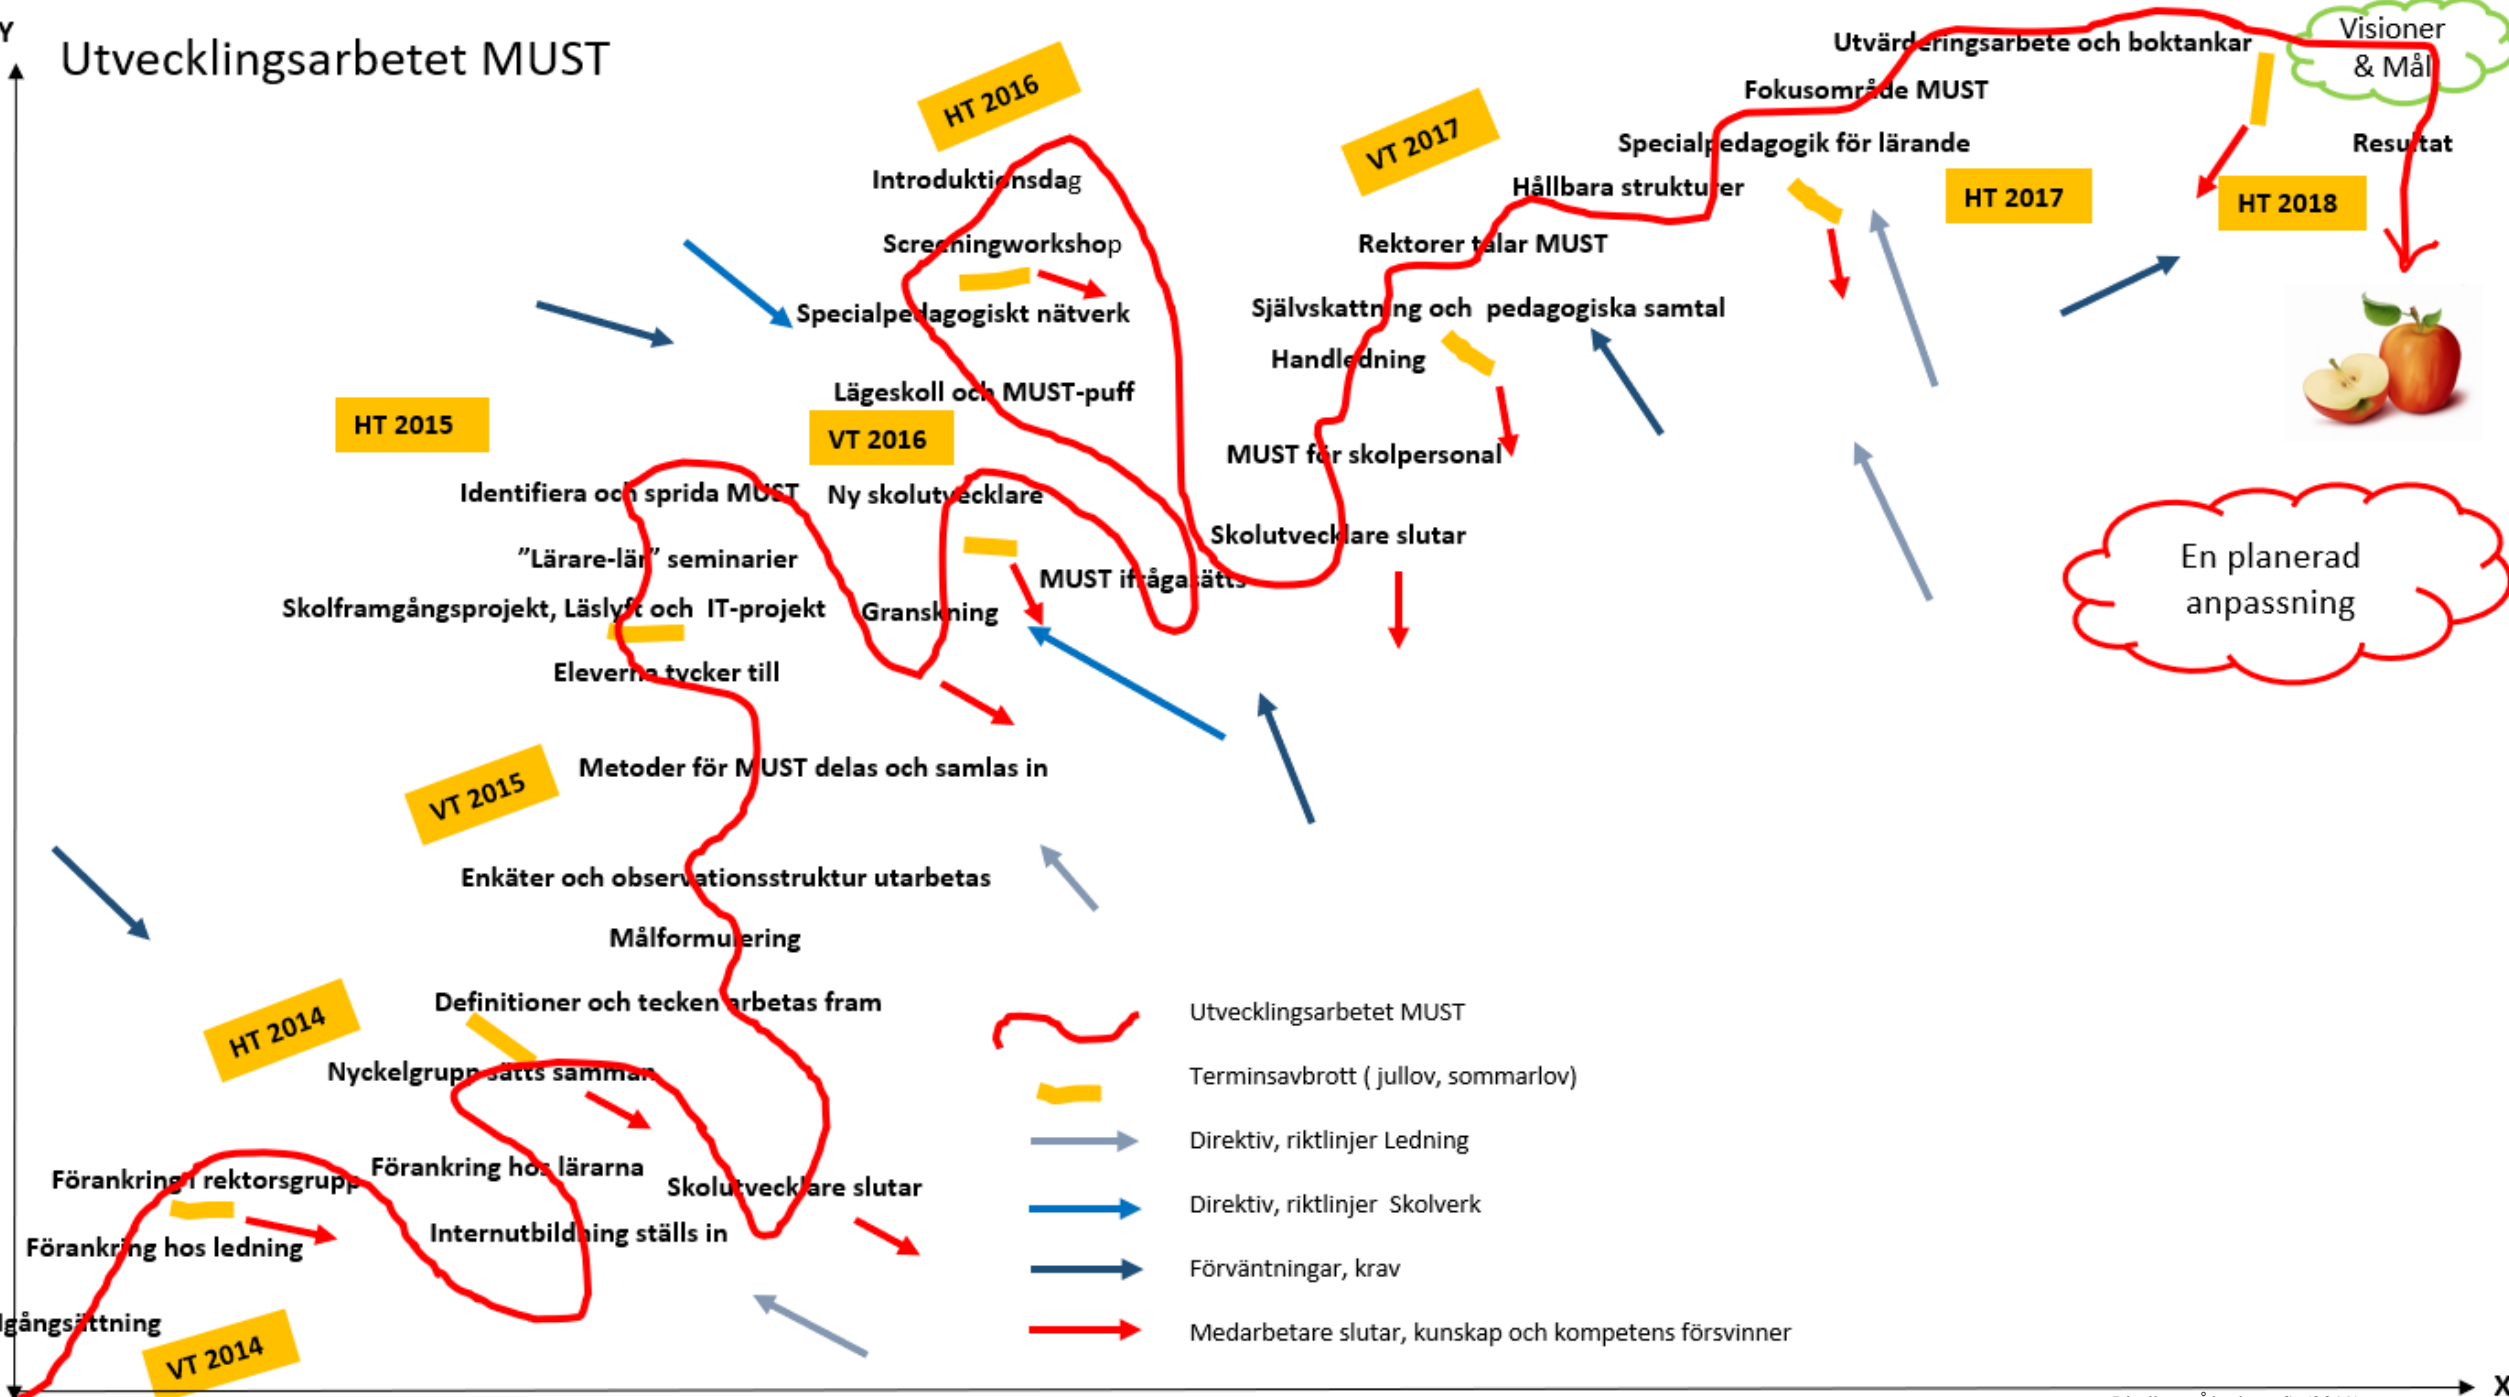 Y
Utvecklingsarbetet MUST
Visioner
& Mål
Utvärderingsarbete och boktankar
Fokusområde MUST
HT 2016
VT 2017
Specialpedagogik för lärande
Resultat
Introduktionsdag
Hållbara strukturer
HT 2017
HT 2018
Screeningworkshop
Rektorer talar MUST
Specialpedagogiskt nätverk
Självskattning och pedagogiska samtal
Handledning
Lägeskoll och MUST-puff
HT 2015
VT 2016
MUST för skolpersonal
Identifiera och sprida MUST
Ny skolutvecklare
Skolutvecklare slutar
”Lärare-lär” seminarier
MUST ifrågasätts
En planerad
anpassning
Skolframgångsprojekt, Läslyft och IT-projekt
Granskning
Eleverna tycker till
Metoder för MUST delas och samlas in
VT 2015
Enkäter och observationsstruktur utarbetas
Målformulering
Definitioner och tecken arbetas fram
HT 2014
Nyckelgrupp sätts samman
Förankring i rektorsgrupp
Förankring hos lärarna
Skolutvecklare slutar
Internutbildning ställs in
Förankring hos ledning
Igångsättning
VT 2014
Utvecklingsarbetet MUST
Terminsavbrott ( jullov, sommarlov)
Direktiv, riktlinjer Ledning
Direktiv, riktlinjer Skolverk
Förväntningar, krav
Medarbetare slutar, kunskap och kompetens försvinner
X